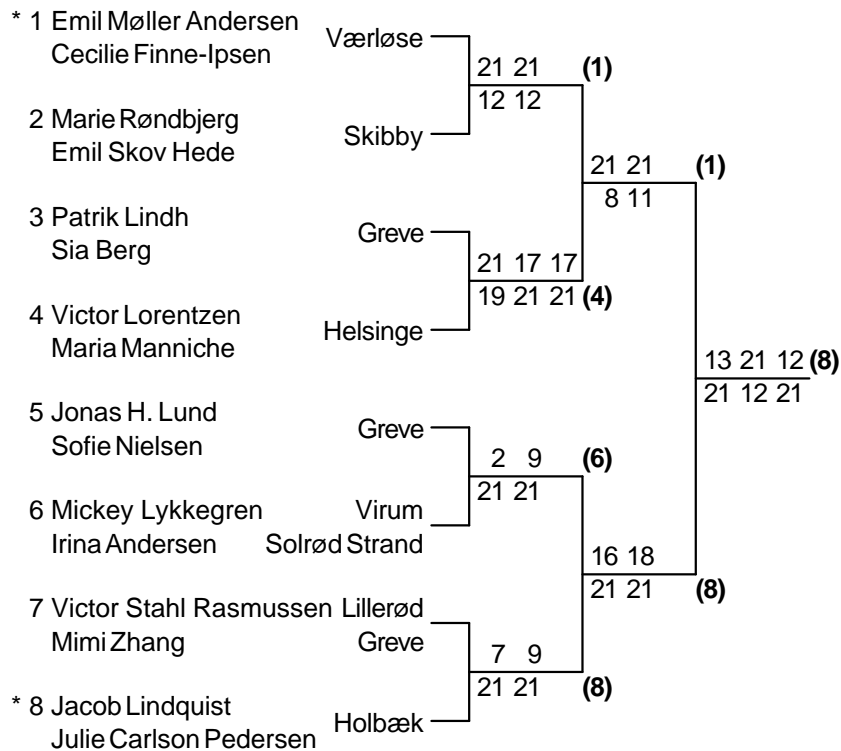 * 1 Emil Møller Andersen
Værløse
Cecilie Finne-Ipsen
21 21 (1)
12 12
2 Marie Røndbjerg
Skibby
Emil Skov Hede
21 21 (1)
8 11
3 Patrik Lindh
Greve
Sia Berg
21 17 17
19 21 21 (4)
4 Victor Lorentzen
Helsinge
Maria Manniche
13 21 12 (8)
21 12 21
5 Jonas H. Lund
Greve
Sofie Nielsen
2 9 (6)
21 21
6 Mickey Lykkegren Virum
Irina Andersen Solrød Strand
16 18
21 21 (8)
7 Victor Stahl Rasmussen Lillerød
Mimi Zhang Greve
7 9
21 21 (8)
* 8 Jacob Lindquist
Holbæk
Julie Carlson Pedersen